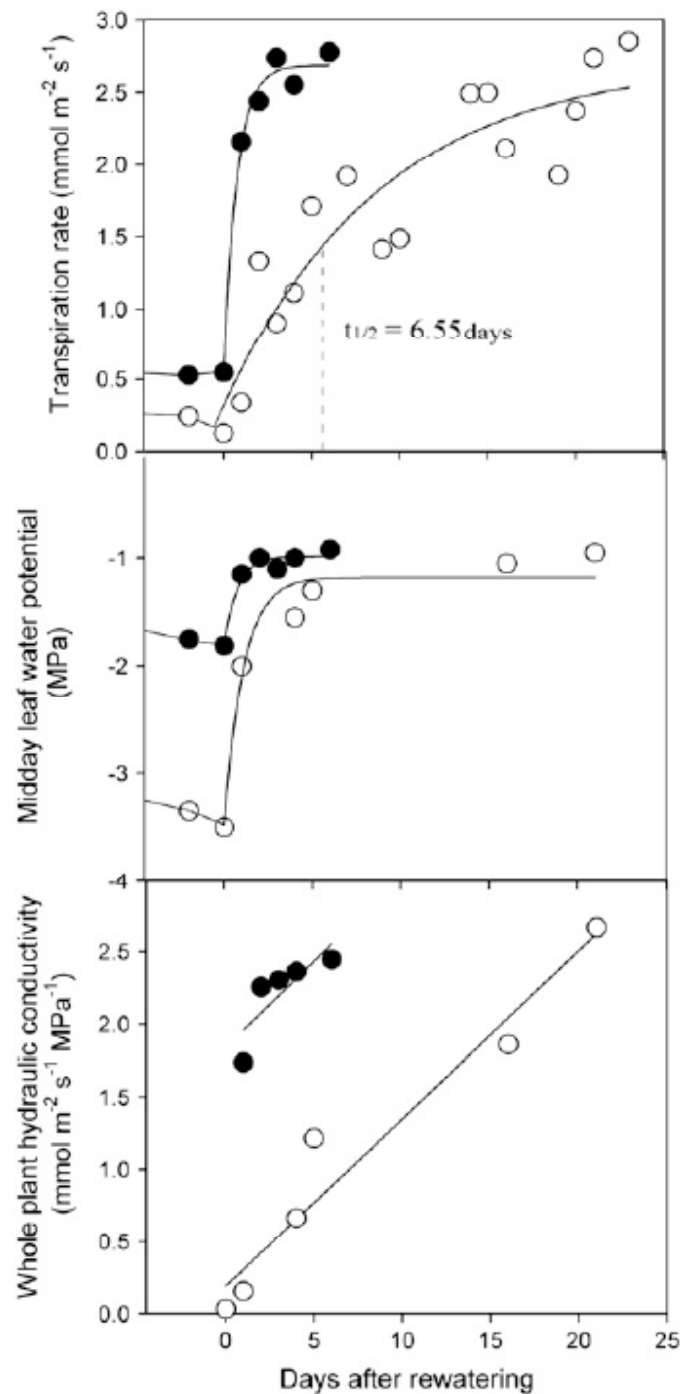 Transpiration rate (mmol m-2 s-1)
3.0
2.5
2.0
1.5
1.0
0.5
0.0
t1/2 = 6.55days
Midday leaf water potential
(MPa)
-1
-2
-3
-4
Whole plant hydraulic conductivity
(mmol m-2 s-1 MPa-1)
2.5
2.0
1.5
1.0
0.5
0.0
0 5 10 15 20 25
Days after rewatering